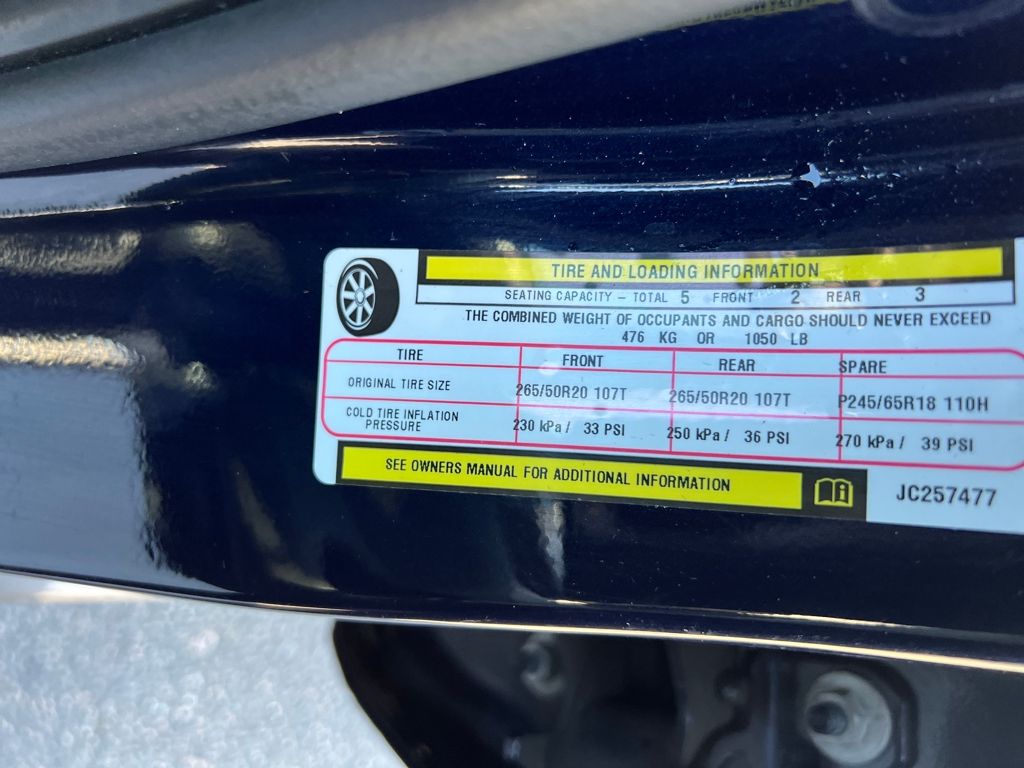 TIRE AND LOADING INFORMATION
SEATING CAPACITY – TOTAL 5 FRONT 2 REAR 3
THE COMBINED WEIGHT OF OCCUPANTS AND CARGO SHOULD NEVER EXCEED
476 KG OR 1050 LB
TIRE FRONT REAR SPARE
ORIGINAL TIRE SIZE 265/50R20 107T 265/50R20 107T P245/65R18 110H
COLD TIRE INFLATION PRESSURE 230 kPa / 33 PSI 250 kPa / 36 PSI 270 kPa / 39 PSI
SEE OWNERS MANUAL FOR ADDITIONAL INFORMATION
JC257477